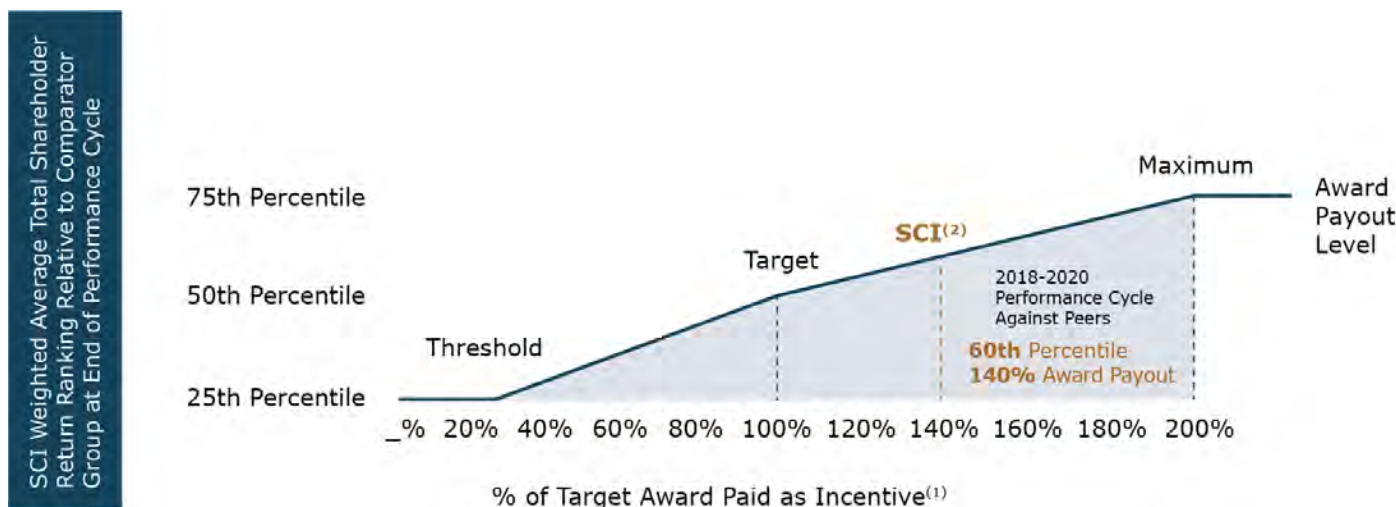 SCI Weighted Average Total Shareholder
Return Ranking Relative to Comparator
Group at End of Performance Cycle
Maximum
75th Percentile
Award
Payout
Level
SCI(2)
Target
50th Percentile
2018-2020
Performance Cycle
Against Peers
Threshold
60th Percentile
140% Award Payout
25th Percentile
_% 20% 40% 60% 80% 100% 120% 140% 160% 180% 200%
% of Target Award Paid as Incentive(1)